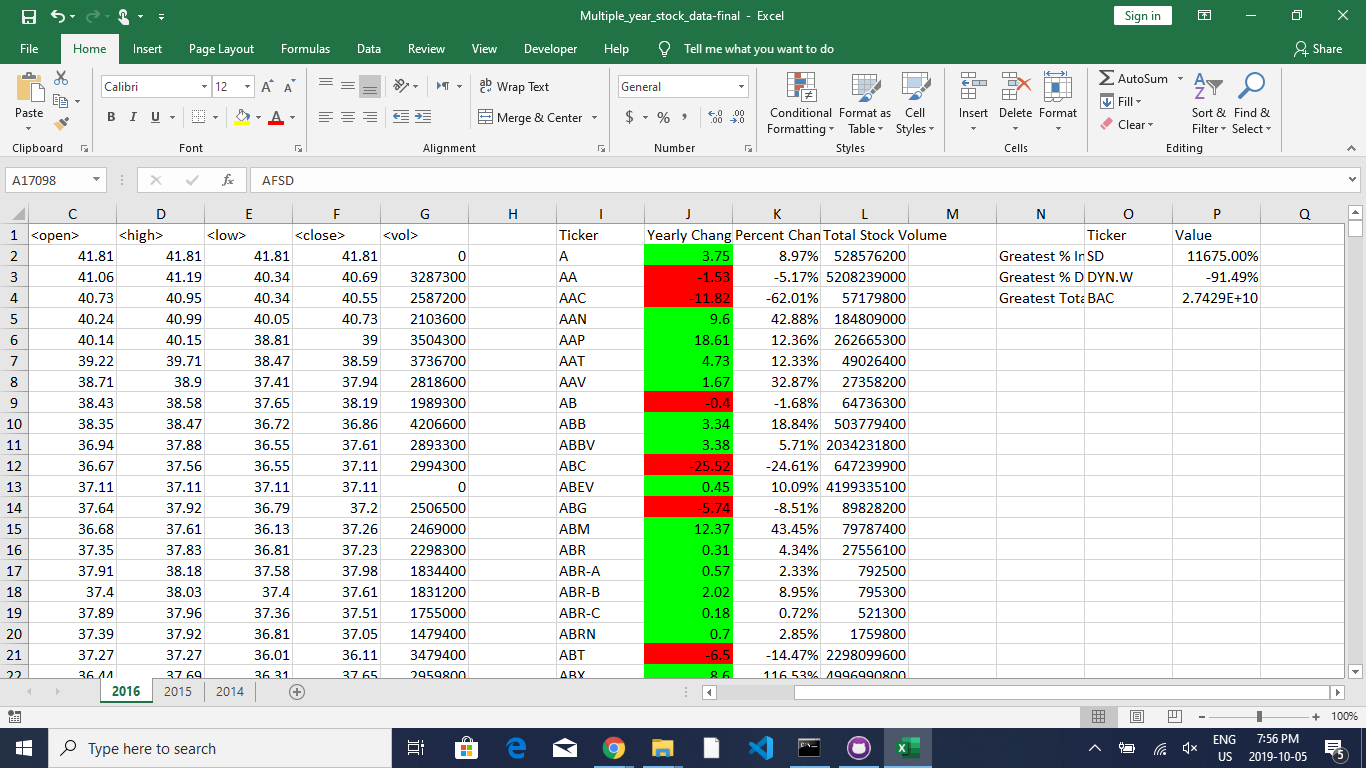 Multiple_year_stock_data-final - Excel
Sign in
File Home Insert Page Layout Formulas Data Review View Developer Help Tell me what you want to do Share
Paste
Clipboard
Calibri 12 A A
B I U A
Font
ab c Wrap Text
Merge & Center
Alignment
General
$ % ,
Number
Conditional Formatting
Format as Table
Cell Styles
Styles
Insert Delete Format
Cells
AutoSum
Fill
Clear
Sort & Filter
Find & Select
Editing
A17098 fx AFSD
C D E F G H I J K L M N O P Q
1 <open> <high> <low> <close> <vol> Ticker Yearly Chang Percent Chan Total Stock Volume Ticker Value
2 41.81 41.81 41.81 41.81 0 A 3.75 8.97% 528576200 Greatest % In SD 11675.00%
3 41.06 41.19 40.34 40.69 3287300 AA -1.53 -5.17% 5208239000 Greatest % D DYN.W -91.49%
4 40.73 40.95 40.34 40.55 2587200 AAC -11.82 -62.01% 57179800 Greatest Tota BAC 2.7429E+10
5 40.24 40.99 40.05 40.73 2103600 AAN 9.6 42.88% 184809000
6 40.14 40.15 38.81 39 3504300 AAP 18.61 12.36% 262665300
7 39.22 39.71 38.47 38.59 3736700 AAT 4.73 12.33% 49026400
8 38.71 38.9 37.41 37.94 2818600 AAV 1.67 32.87% 27358200
9 38.43 38.58 37.65 38.19 1989300 AB -0.4 -1.68% 64736300
10 38.35 38.47 36.72 36.86 4206600 ABB 3.34 18.84% 503779400
11 36.94 37.88 36.55 37.61 2893300 ABBV 3.38 5.71% 2034231800
12 36.67 37.56 36.55 37.11 2994300 ABC -25.52 -24.61% 647239900
13 37.11 37.11 37.11 37.11 0 ABEV 0.45 10.09% 4199335100
14 37.64 37.92 36.79 37.2 2506500 ABG -5.74 -8.51% 89828200
15 36.68 37.61 36.13 37.26 2469000 ABM 12.37 43.45% 79787400
16 37.35 37.83 36.81 37.23 2298300 ABR 0.31 4.34% 27556100
17 37.91 38.18 37.58 37.98 1834400 ABR-A 0.57 2.33% 792500
18 37.4 38.03 37.4 37.61 1831200 ABR-B 2.02 8.95% 795300
19 37.89 37.96 37.36 37.51 1755000 ABR-C 0.18 0.72% 521300
20 37.39 37.92 36.81 37.05 1479400 ABRN 0.7 2.85% 1759800
21 37.27 37.27 36.01 36.11 3479400 ABT -6.5 -14.47% 2298099600
22 36.44 37.69 36.31 37.65 2959800 ABX 8.6 116.53% 4996990800
2016 2015 2014
100%
Type here to search
ENG US
7:56 PM
2019-10-05
5